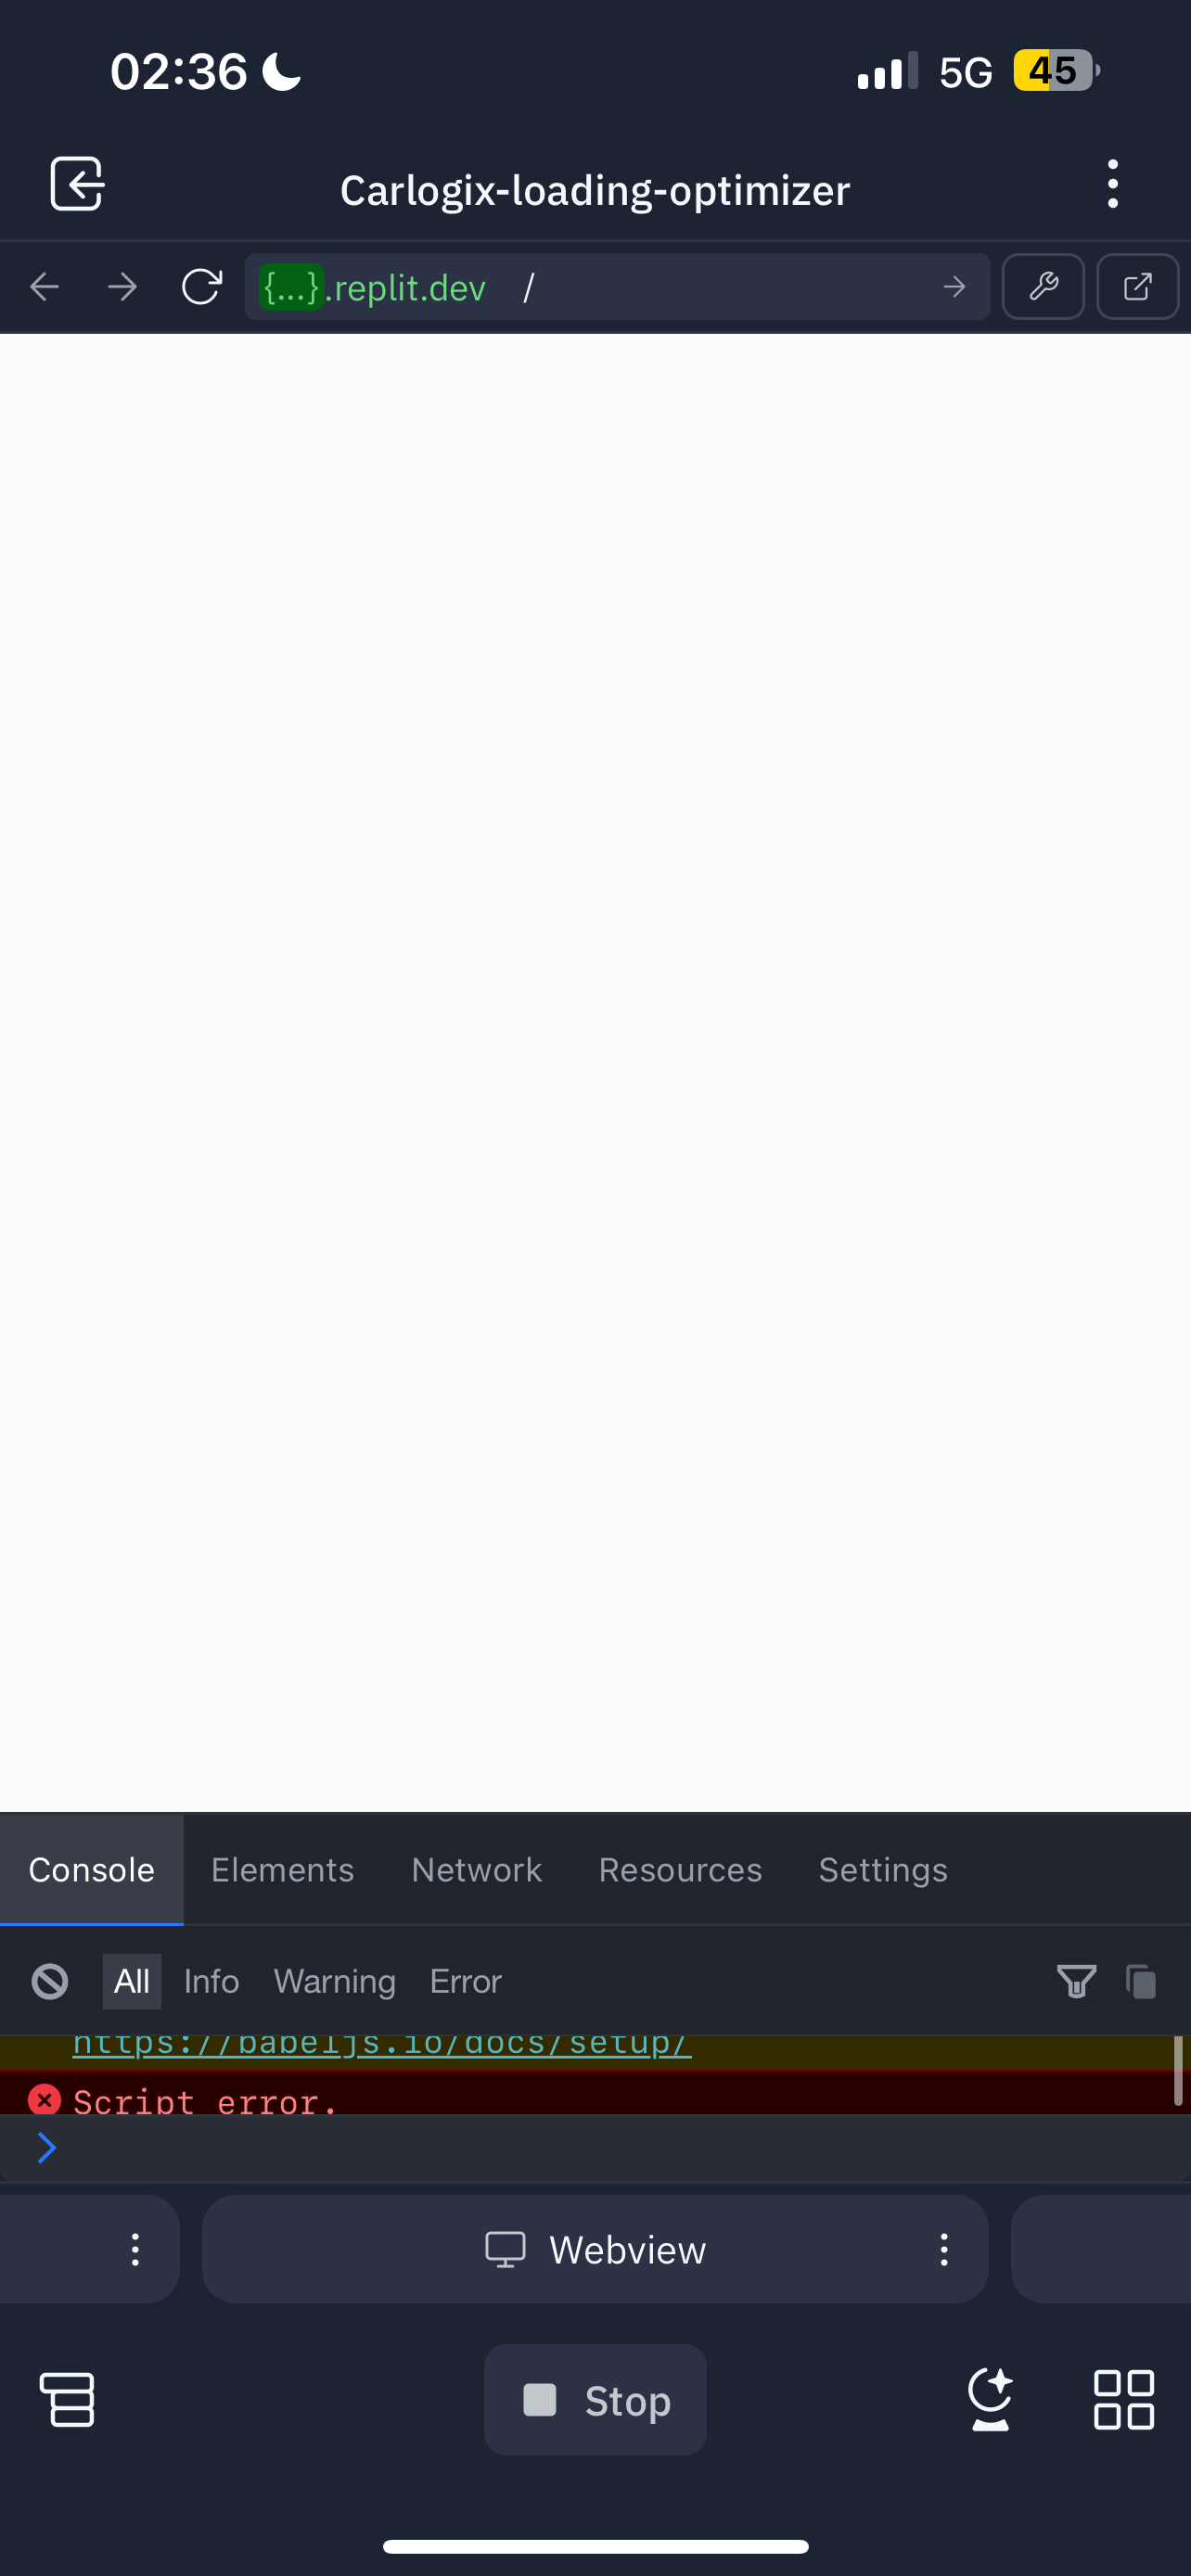 02:36
5G
45
Carlogix-loading-optimizer
{...}.replit.dev /
Console Elements Network Resources Settings
All Info Warning Error
https://babeljs.io/docs/setup/
Script error.
Webview
Stop